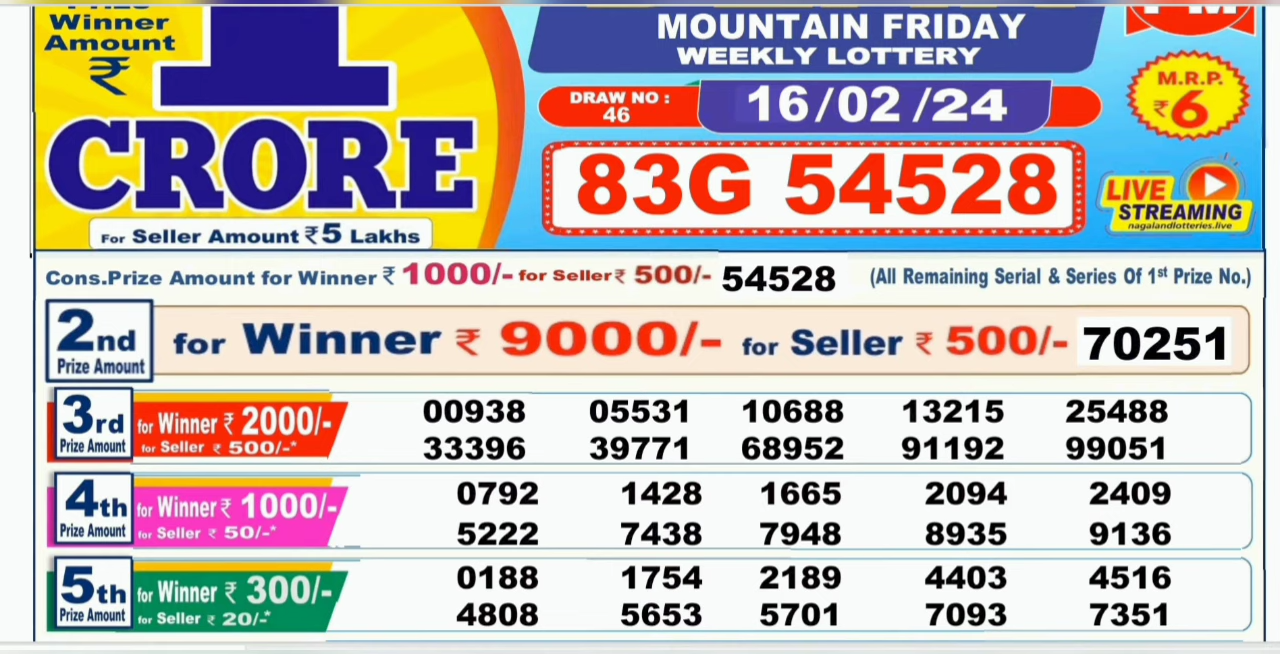 Winner
Amount
₹
1
CRORE
For Seller Amount ₹5 Lakhs
MOUNTAIN FRIDAY
WEEKLY LOTTERY
DRAW NO :
46
16/02 /24
M.R.P.
₹6
83G 54528
LIVE
STREAMING
nagalandlotteries.live
Cons.Prize Amount for Winner ₹ 1000/- for Seller ₹ 500/- 54528 (All Remaining Serial & Series Of 1st Prize No.)
2nd
Prize Amount
for Winner ₹ 9000/- for Seller ₹ 500/- 70251
3rd
Prize Amount
for Winner ₹ 2000/-
for Seller ₹ 500/-*
00938 05531 10688 13215 25488
33396 39771 68952 91192 99051
4th
Prize Amount
for Winner ₹ 1000/-
for Seller ₹ 50/-*
0792 1428 1665 2094 2409
5222 7438 7948 8935 9136
5th
Prize Amount
for Winner ₹ 300/-
for Seller ₹ 20/-*
0188 1754 2189 4403 4516
4808 5653 5701 7093 7351